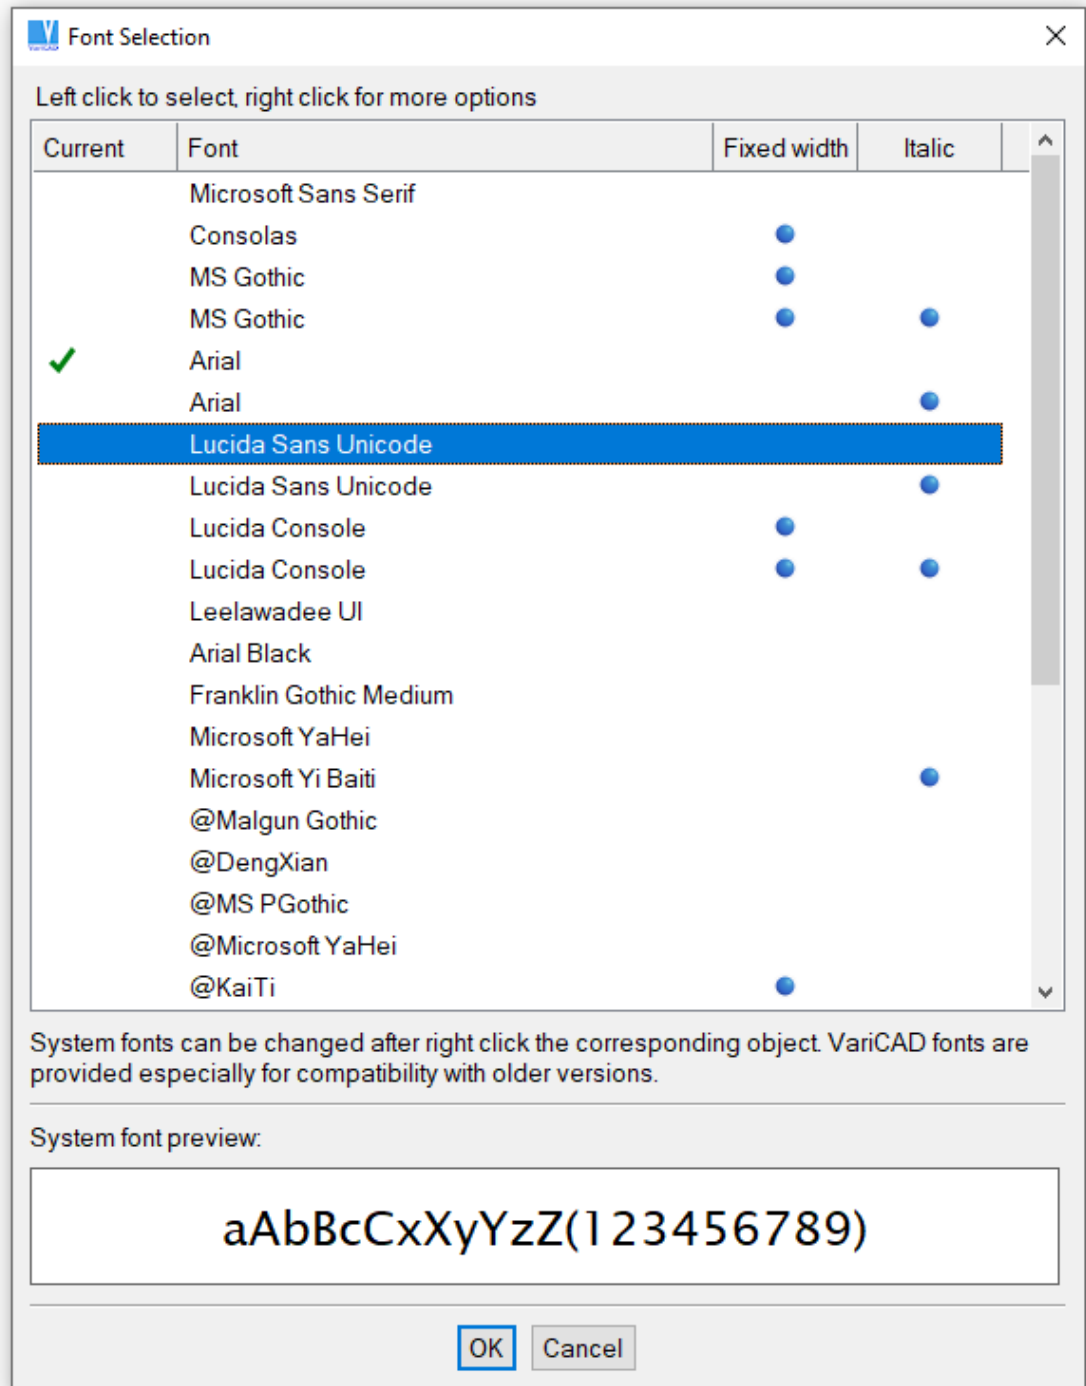 VariCAD Font Selection
Left click to select, right click for more options
Current Font Fixed width Italic
Microsoft Sans Serif
Consolas
MS Gothic
MS Gothic
Arial
Arial
Lucida Sans Unicode
Lucida Sans Unicode
Lucida Console
Lucida Console
Leelawadee UI
Arial Black
Franklin Gothic Medium
Microsoft YaHei
Microsoft Yi Baiti
@Malgun Gothic
@DengXian
@MS PGothic
@Microsoft YaHei
@KaiTi
System fonts can be changed after right click the corresponding object. VariCAD fonts are
provided especially for compatibility with older versions.
System font preview:
aAbBcCxXyYzZ(123456789)
OK Cancel